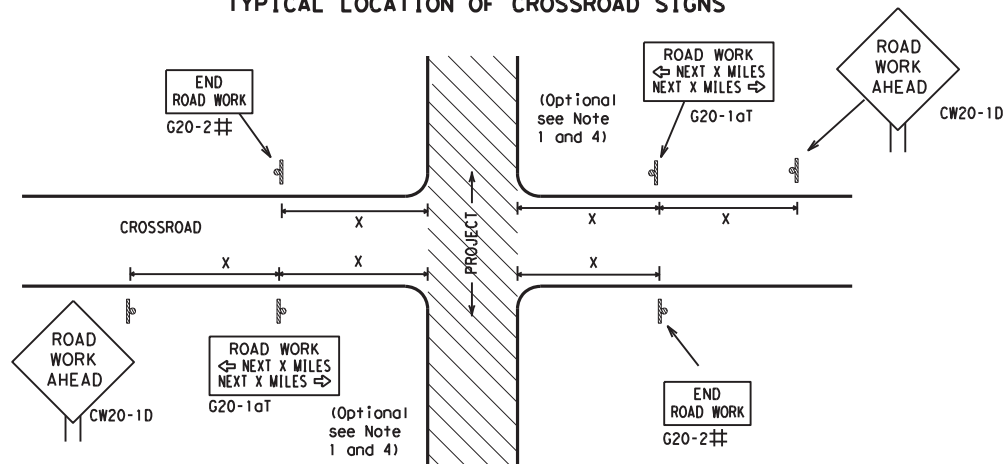 TYPICAL LOCATION OF CROSSROAD SIGNS
END
ROAD WORK
G20-2#
(Optional
see Note
1 and 4)
ROAD WORK
⇦ NEXT X MILES
NEXT X MILES ⇨
G20-1aT
ROAD
WORK
AHEAD
CW20-1D
X
X
X
CROSSROAD
PROJECT
X
X
X
ROAD
WORK
AHEAD
CW20-1D
ROAD WORK
⇦ NEXT X MILES
NEXT X MILES ⇨
G20-1aT
(Optional
see Note
1 and 4)
END
ROAD WORK
G20-2#